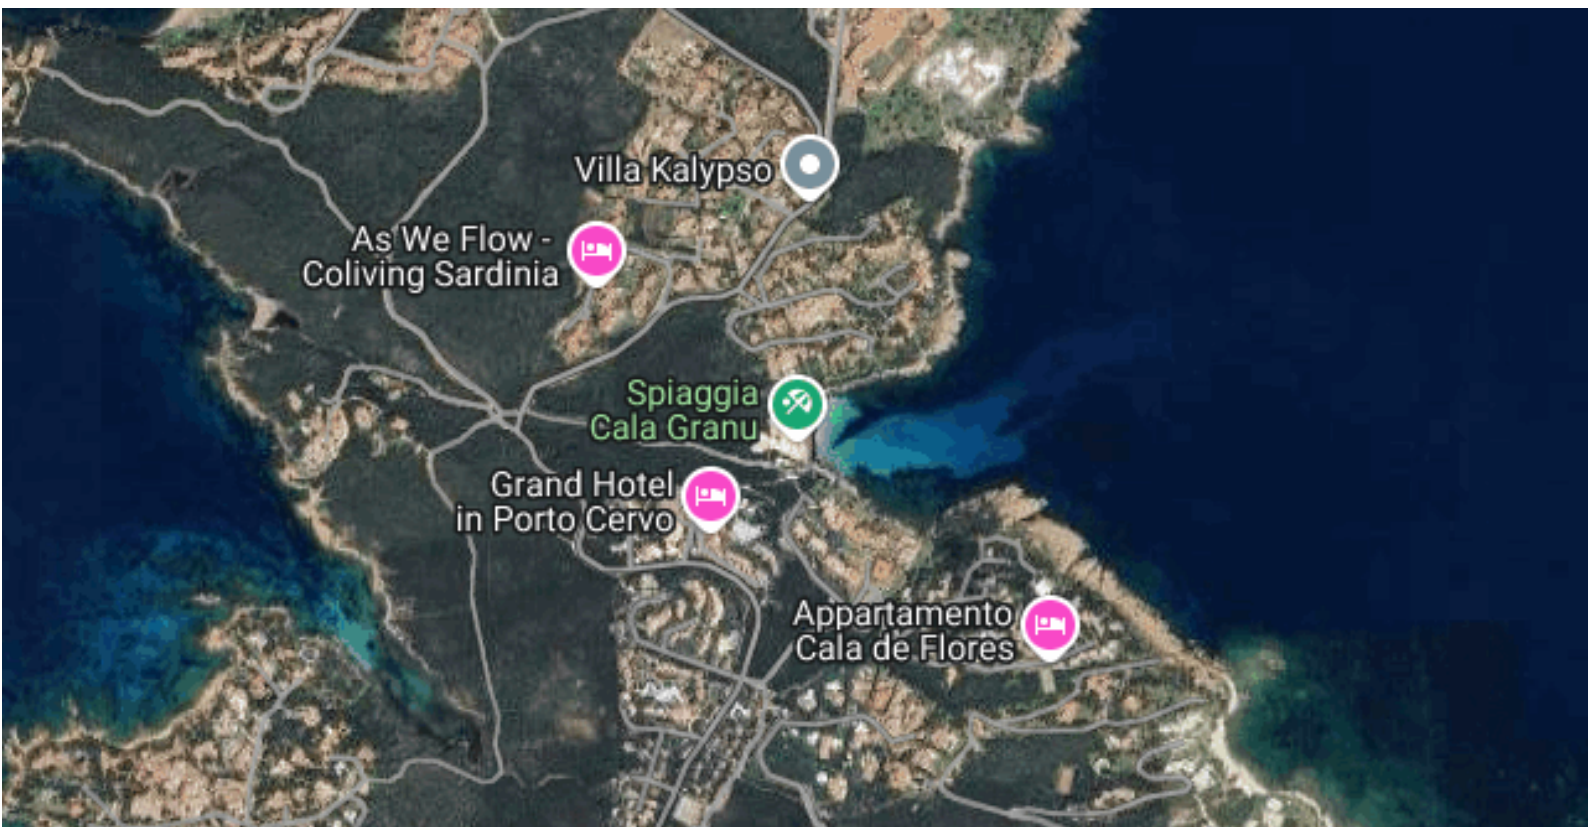 Villa Kalypso
As We Flow -
Coliving Sardinia
Spiaggia
Cala Granu
Grand Hotel
in Porto Cervo
Appartamento
Cala de Flores